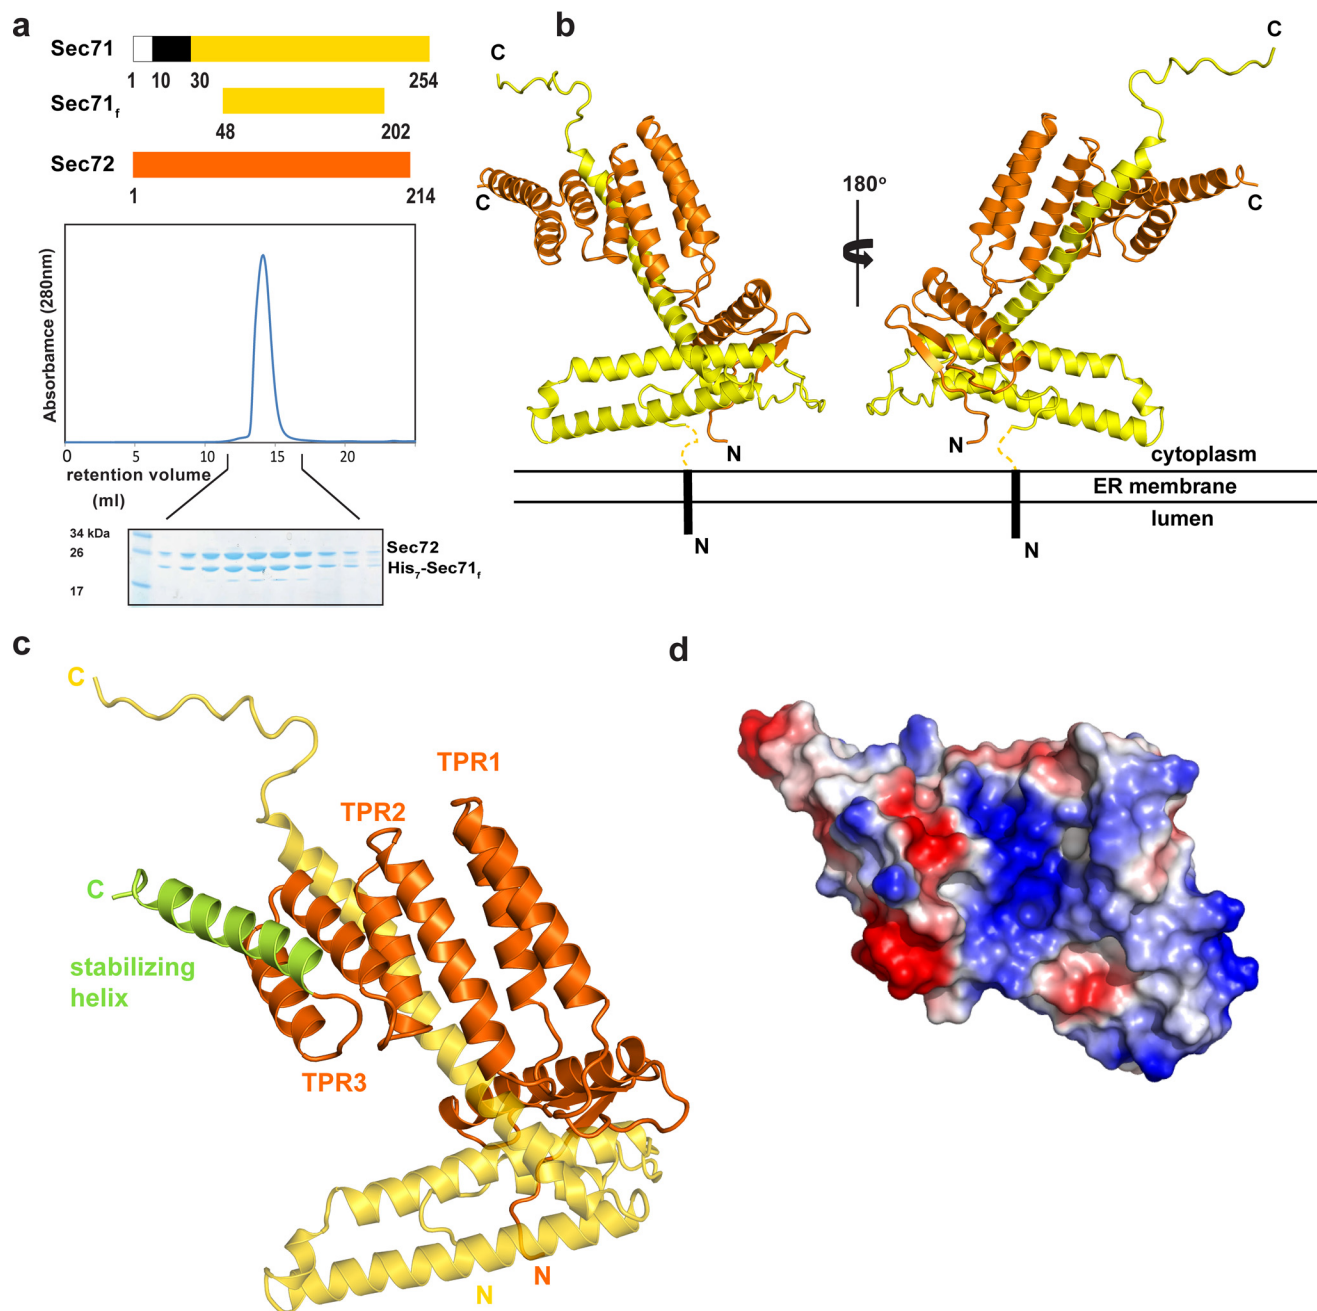 a
Sec71
1 10 30 254
Sec71f
48 202
Sec72
1 214
Absorbamce (280nm)
0 5 10 15 20
retention volume
(ml)
34 kDa
26
17
Sec72
His7-Sec71f
b
C
C
C
C
180o
N
N
cytoplasm
ER membrane
lumen
N
N
c
C
TPR1
TPR2
C
stabilizing
helix
TPR3
N
N
d